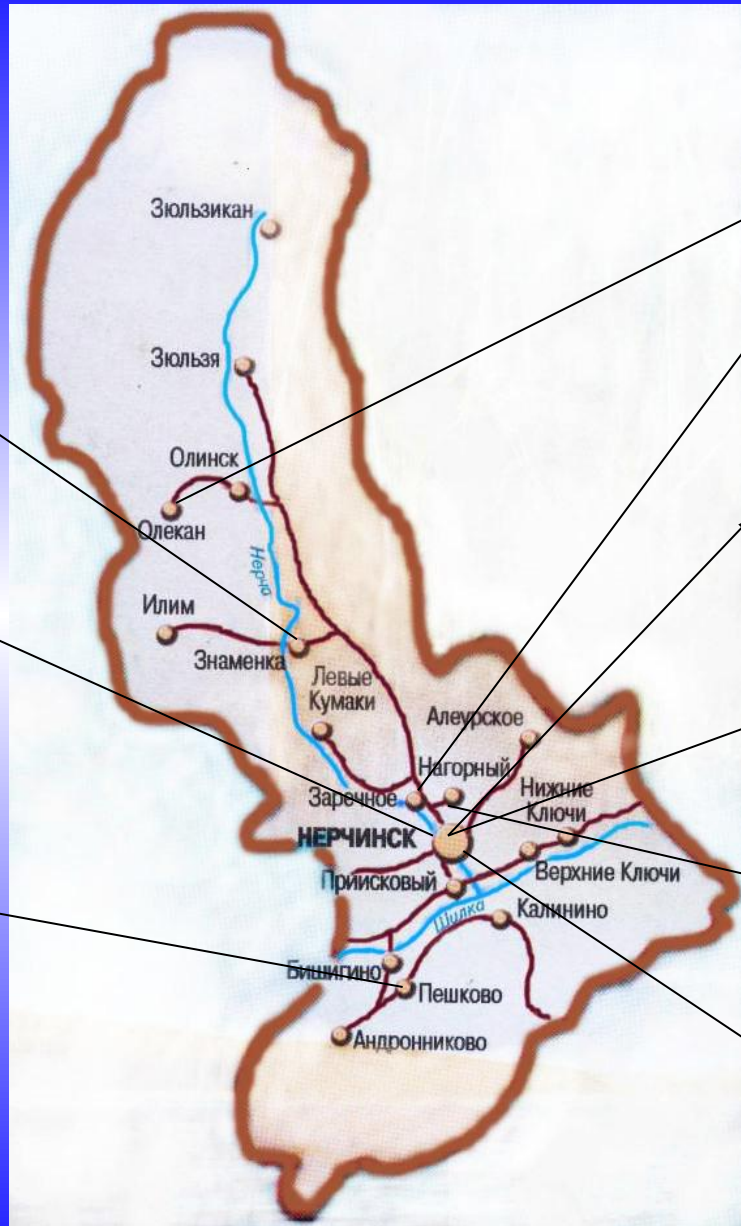 Зюльзикан
Зюльзя
Олинск
Олекан
Нерча
Илим
Знаменка
Левые
Кумаки
Алеурское
Нагорный
Заречное
Нижние
Ключи
НЕРЧИНСК
Приисковый
Верхние Ключи
Шилка
Калинино
Бишигино
Пешково
Андронниково